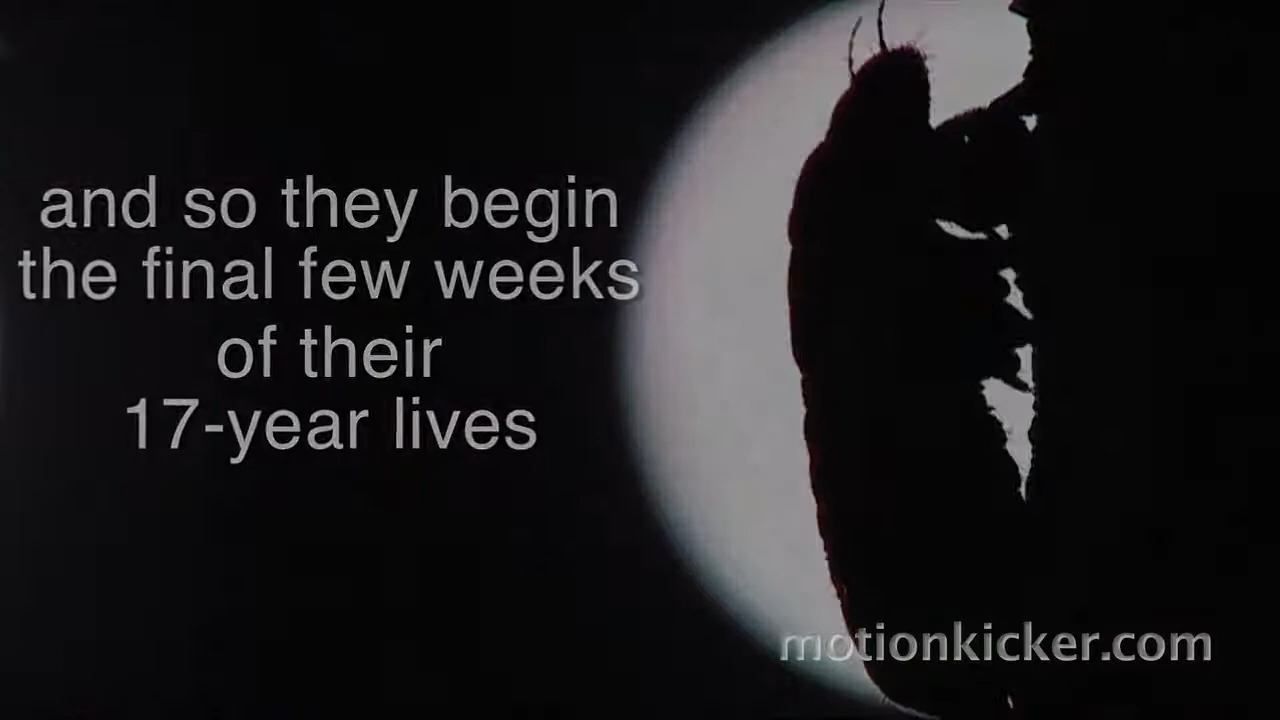 and so they begin
the final few weeks
of their
17-year lives
motionkicker.com